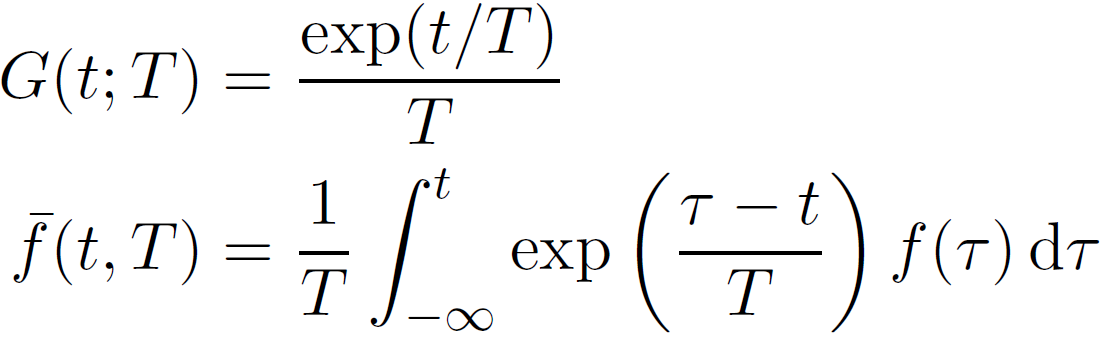 G(t; T) = exp(t/T) / T
f̄(t, T) = 1/T ∫_{-∞}^{t} exp((τ − t)/T) f(τ) dτ